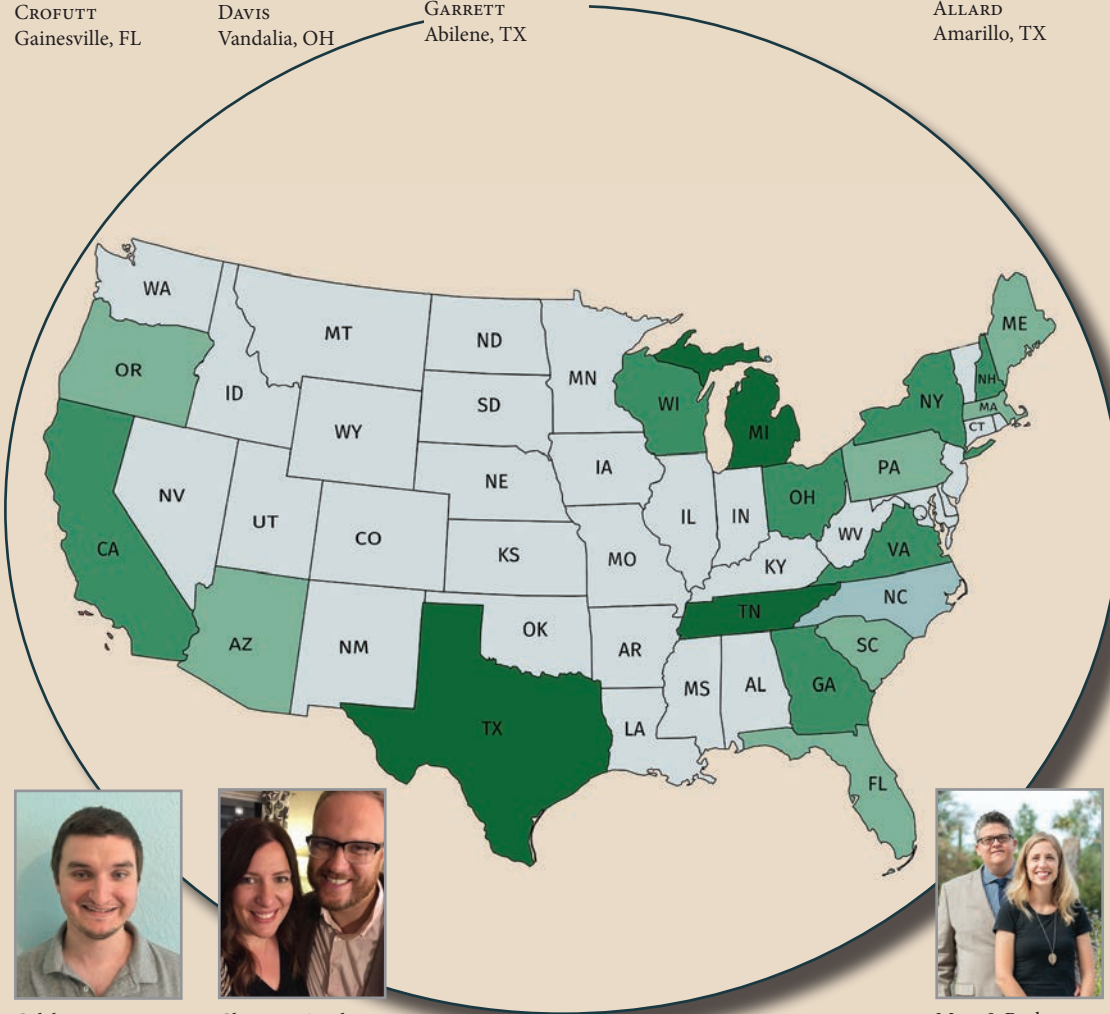 Crofutt
Gainesville, FL
Davis
Vandalia, OH
Garrett
Abilene, TX
Allard
Amarillo, TX
WA
MT
ND
MN
ME
OR
ID
SD
WI
MI
NY
NH
MA
CT
WY
NE
IA
PA
NV
UT
CO
KS
MO
IL
IN
OH
WV
VA
CA
KY
NC
TN
AZ
NM
OK
AR
SC
MS
AL
GA
TX
LA
FL